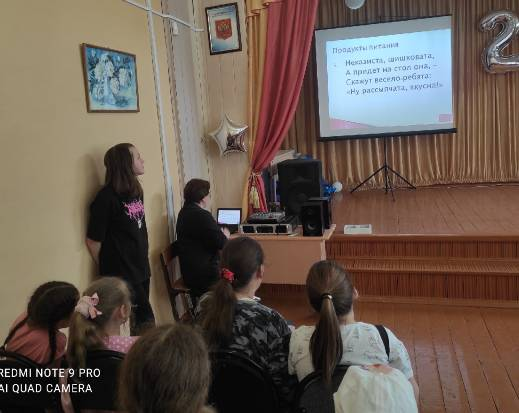 Продукты питания
Неказиста, шишковата,
А придет на стол она, -
Скажут весело ребята:
«Ну рассыпчата, вкусна!»
2
REDMI NOTE 9 PRO
AI QUAD CAMERA